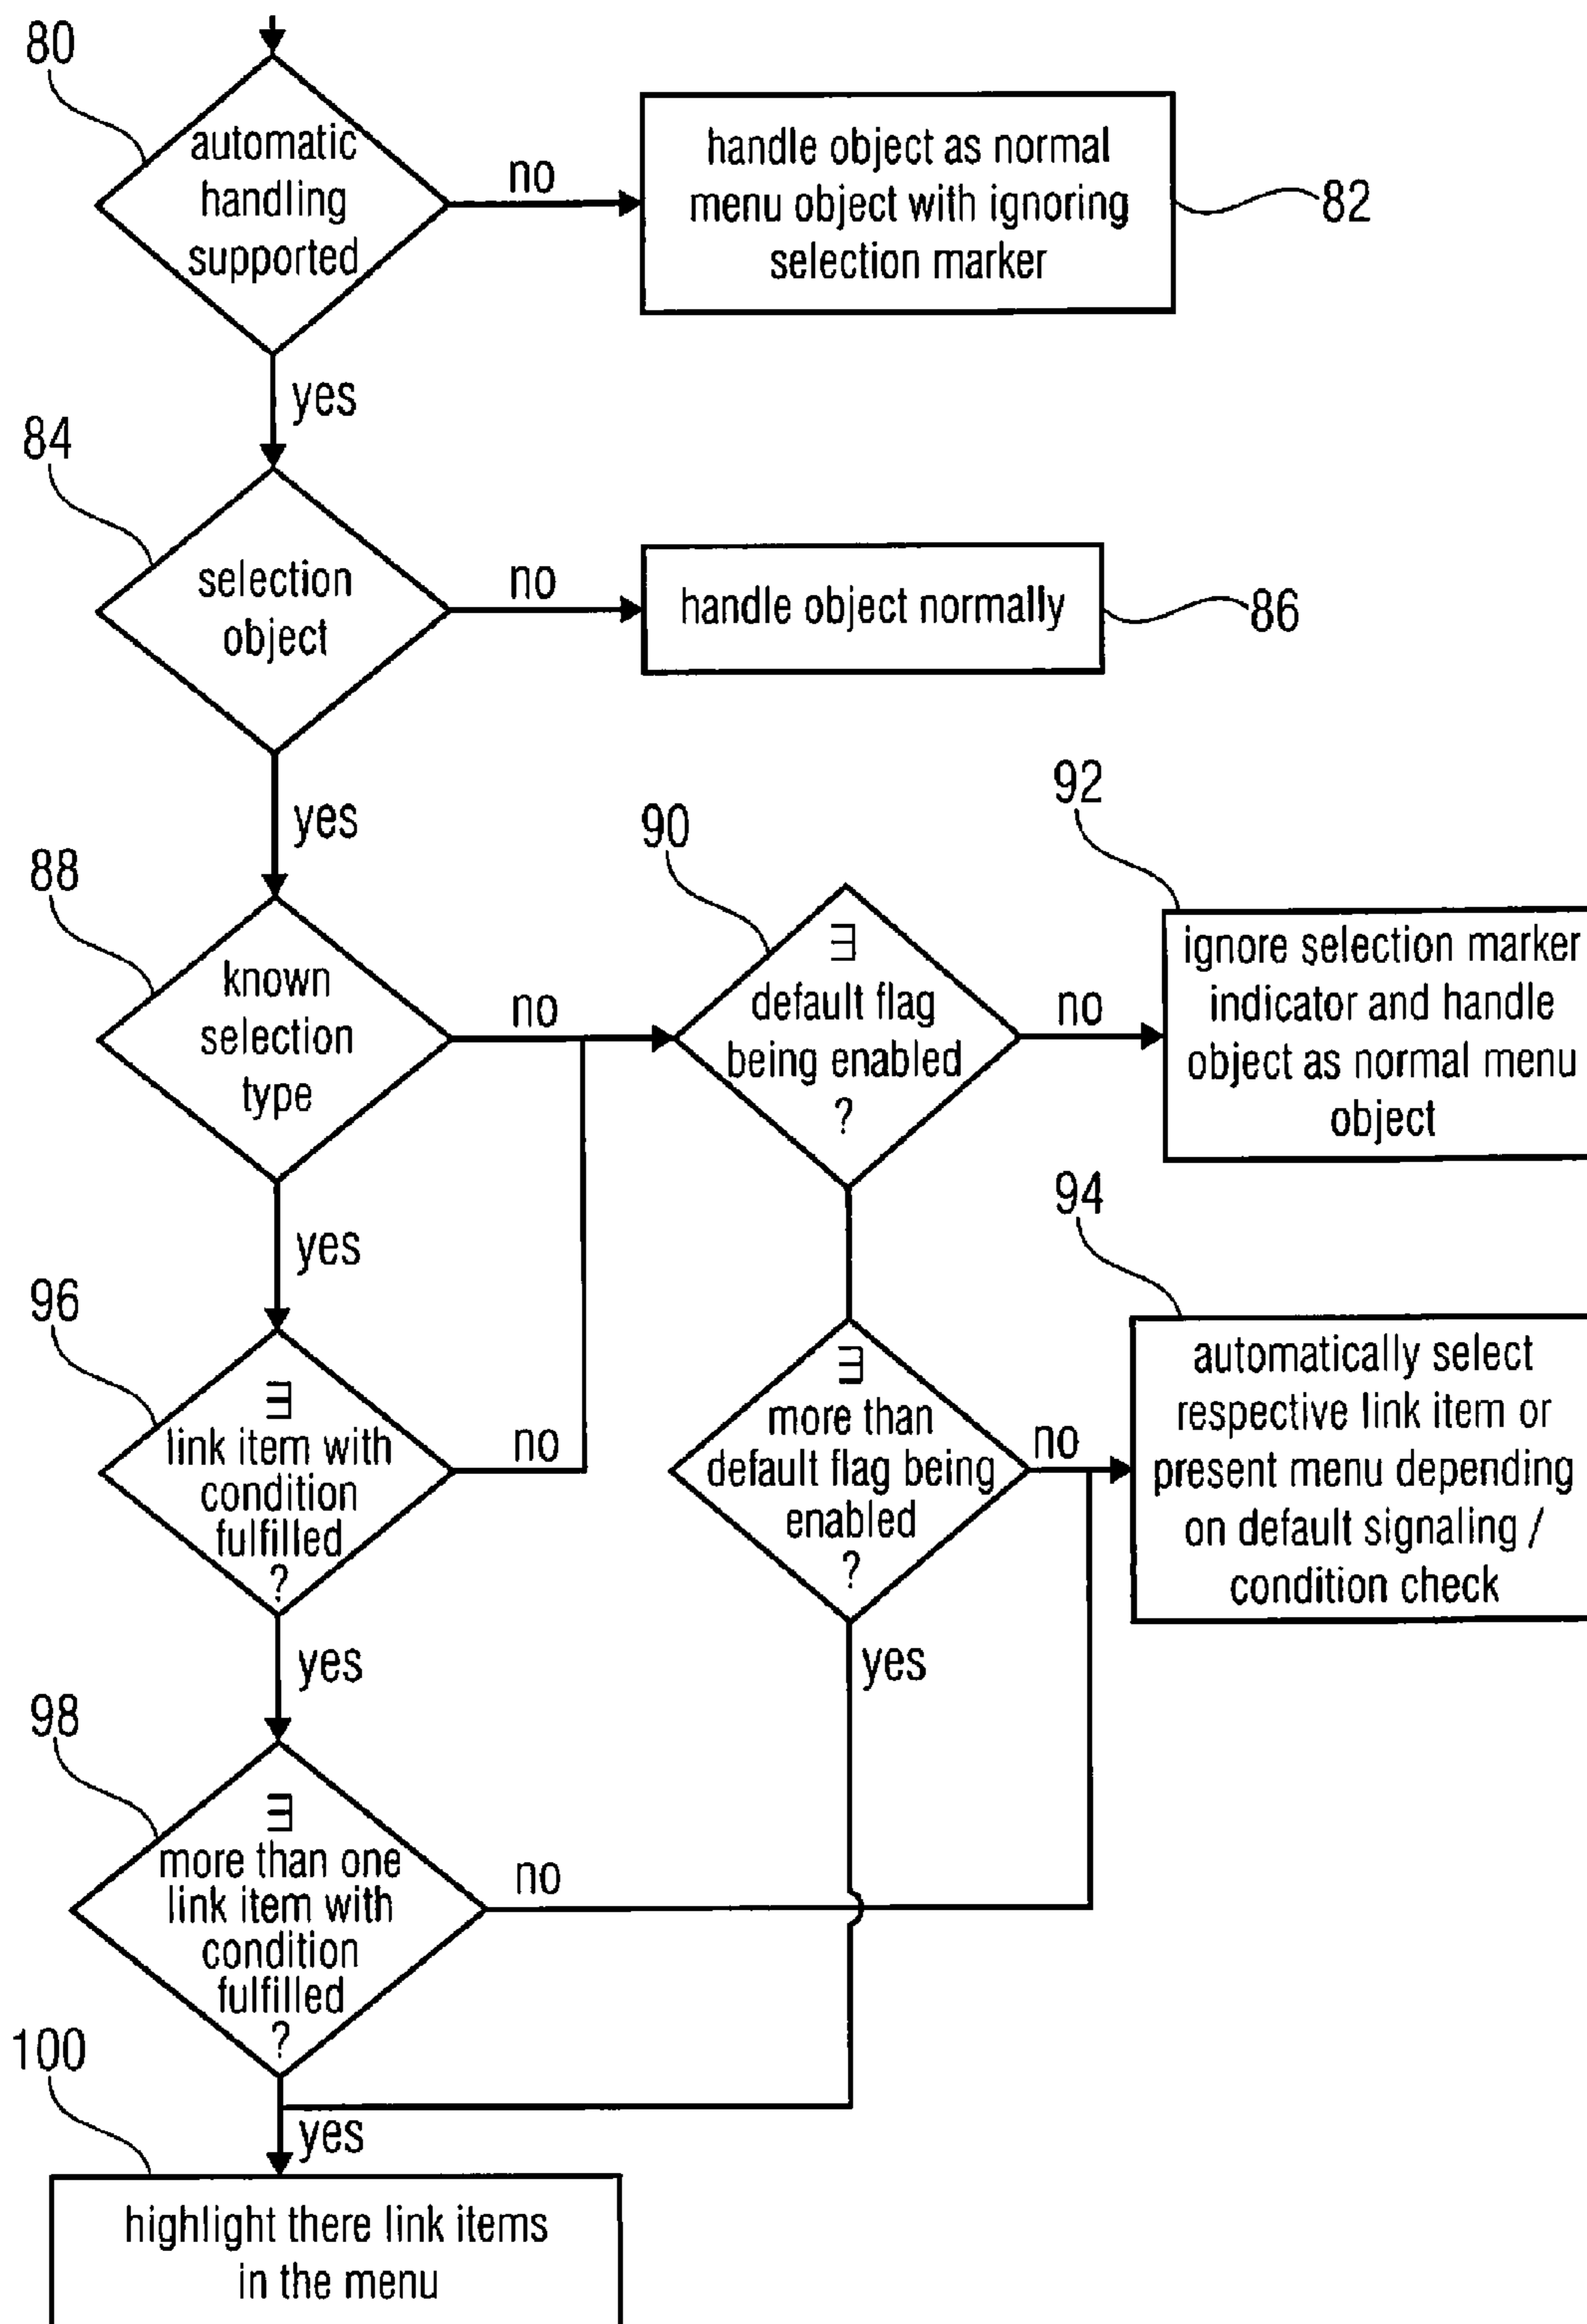 80
automatic
handling
supported
no
handle object as normal
menu object with ignoring
selection marker
82
yes
84
selection
object
no
handle object normally
86
yes
88
known
selection
type
no
90
∃
default flag
being enabled
?
no
92
ignore selection marker
indicator and handle
object as normal menu
object
yes
96
∃
link item with
condition
fulfilled
?
no
∃
more than
default flag being
enabled
?
no
94
automatically select
respective link item or
present menu depending
on default signaling /
condition check
yes
yes
98
∃
more than one
link item with
condition
fulfilled
?
no
yes
100
highlight there link items
in the menu